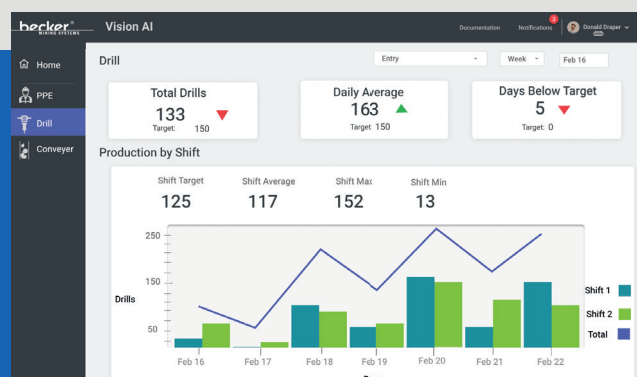 becker
MINING SYSTEMS
Vision AI
Documentation
Notifications
3
Donald Draper
Home
PPE
Drill
Conveyer
Drill
Entry
Week
Feb 16
Total Drills
133
Target: 150
Daily Average
163
Target 150
Days Below Target
5
Target: 0
Production by Shift
Shift Target
125
Shift Average
117
Shift Max
152
Shift Min
13
250
150
50
Drills
Feb 16
Feb 17
Feb 18
Feb 19
Feb 20
Feb 21
Feb 22
Shift 1
Shift 2
Total